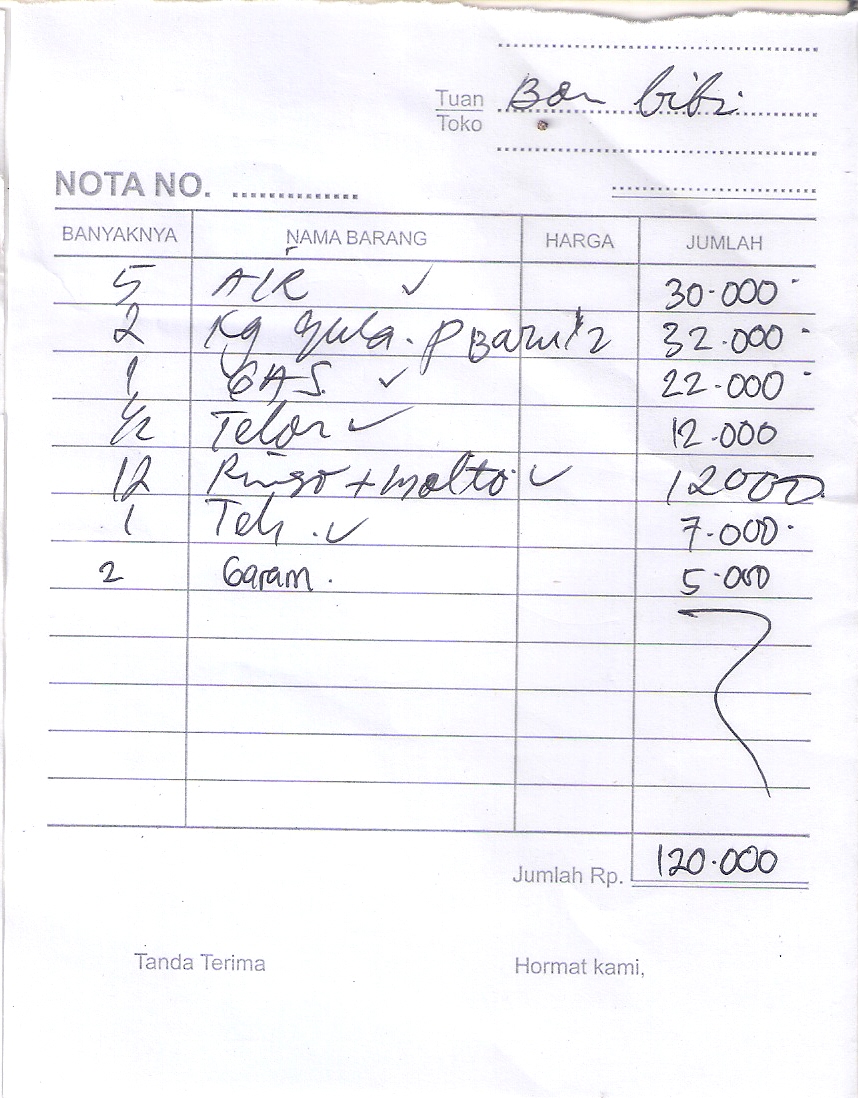 Tuan Bon bibi
Toko
NOTA NO.
BANYAKNYA NAMA BARANG HARGA JUMLAH
5 AIR ✓ 30.000
2 Kg gula. P Baru 2 32.000
1 GAS ✓ 22.000
1/2 Telor ✓ 12.000
12 Rinso + molto ✓ 12000
1 Teh ✓ 7.000
2 Garam. 5.000
Jumlah Rp. 120.000
Tanda Terima Hormat kami,